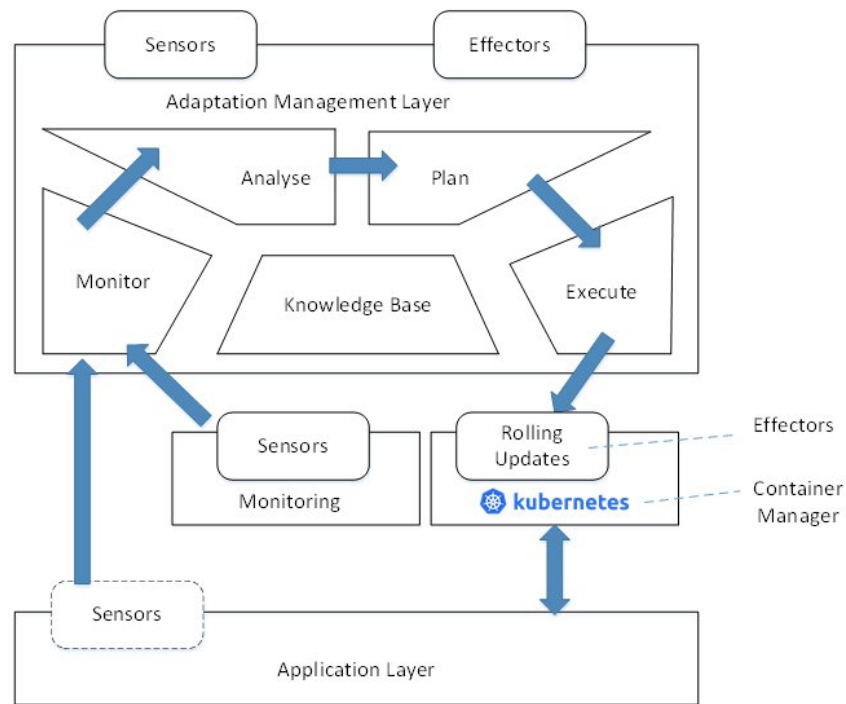 Sensors
Effectors
Adaptation Management Layer
Analyse
Plan
Monitor
Knowledge Base
Execute
Sensors
Monitoring
Rolling
Updates
kubernetes
Effectors
Container
Manager
Sensors
Application Layer